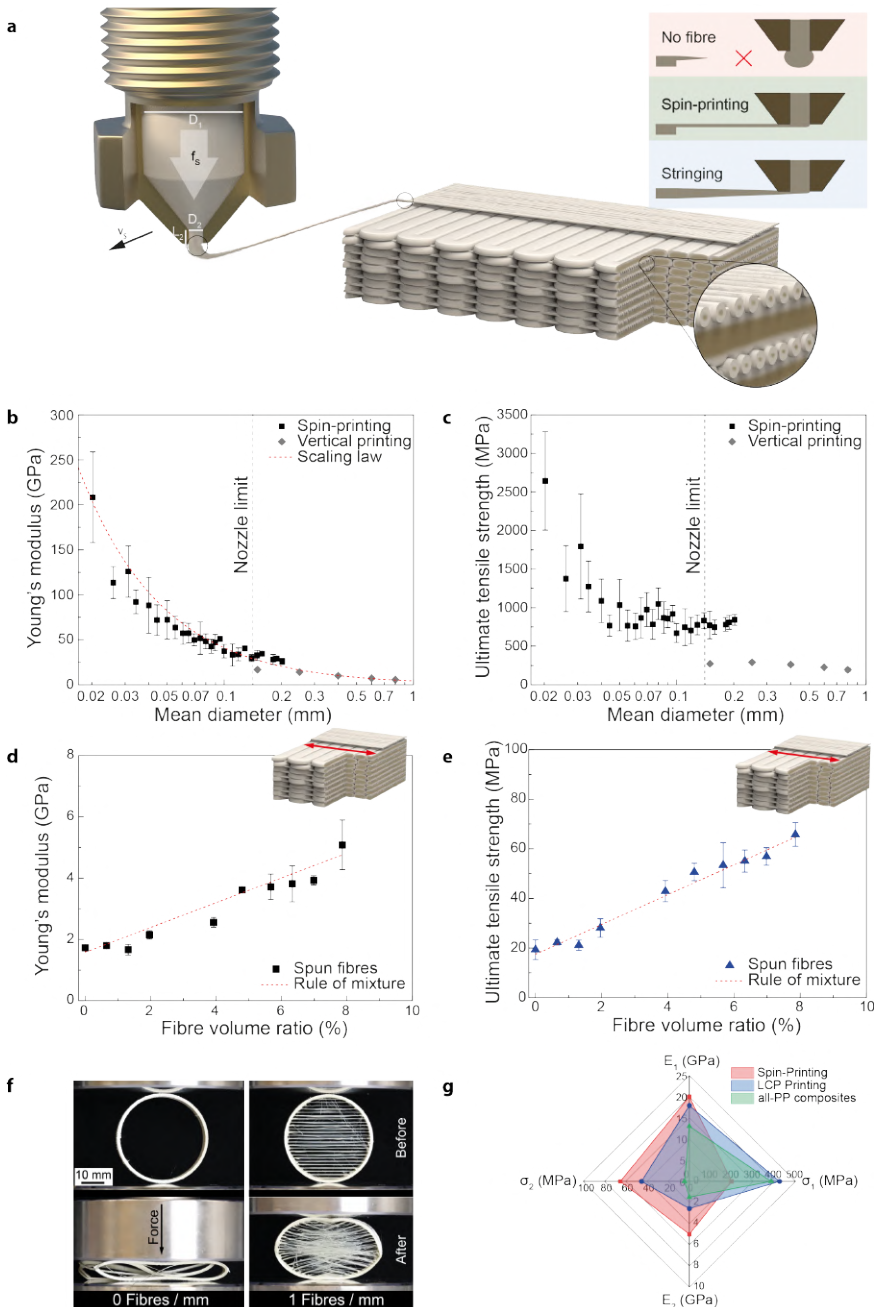 a
D1
fs
D2
L2
vs
No fibre
Spin-printing
Stringing
b
Young's modulus (GPa)
300
250
200
150
100
50
0
Spin-printing
Vertical printing
Scaling law
Nozzle limit
0.02 0.03 0.05 0.07 0.1 0.2 0.3 0.5 0.7 1
Mean diameter (mm)
c
Ultimate tensile strength (MPa)
3500
3000
2500
2000
1500
1000
500
0
Spin-printing
Vertical printing
Nozzle limit
0.02 0.03 0.05 0.07 0.1 0.2 0.3 0.5 0.7 1
Mean diameter (mm)
d
Young's modulus (GPa)
8
6
4
2
0
Spun fibres
Rule of mixture
0 2 4 6 8 10
Fibre volume ratio (%)
e
Ultimate tensile strength (MPa)
100
80
60
40
20
0
Spun fibres
Rule of mixture
0 2 4 6 8 10
Fibre volume ratio (%)
f
10 mm
Before
Force
After
0 Fibres / mm
1 Fibres / mm
g
E1 (GPa)
Spin-Printing
LCP Printing
all-PP composites
25
20
15
10
σ2 (MPa)
100 80 60 40 20
100 200 300 400 500
σ1 (MPa)
4
6
8
10